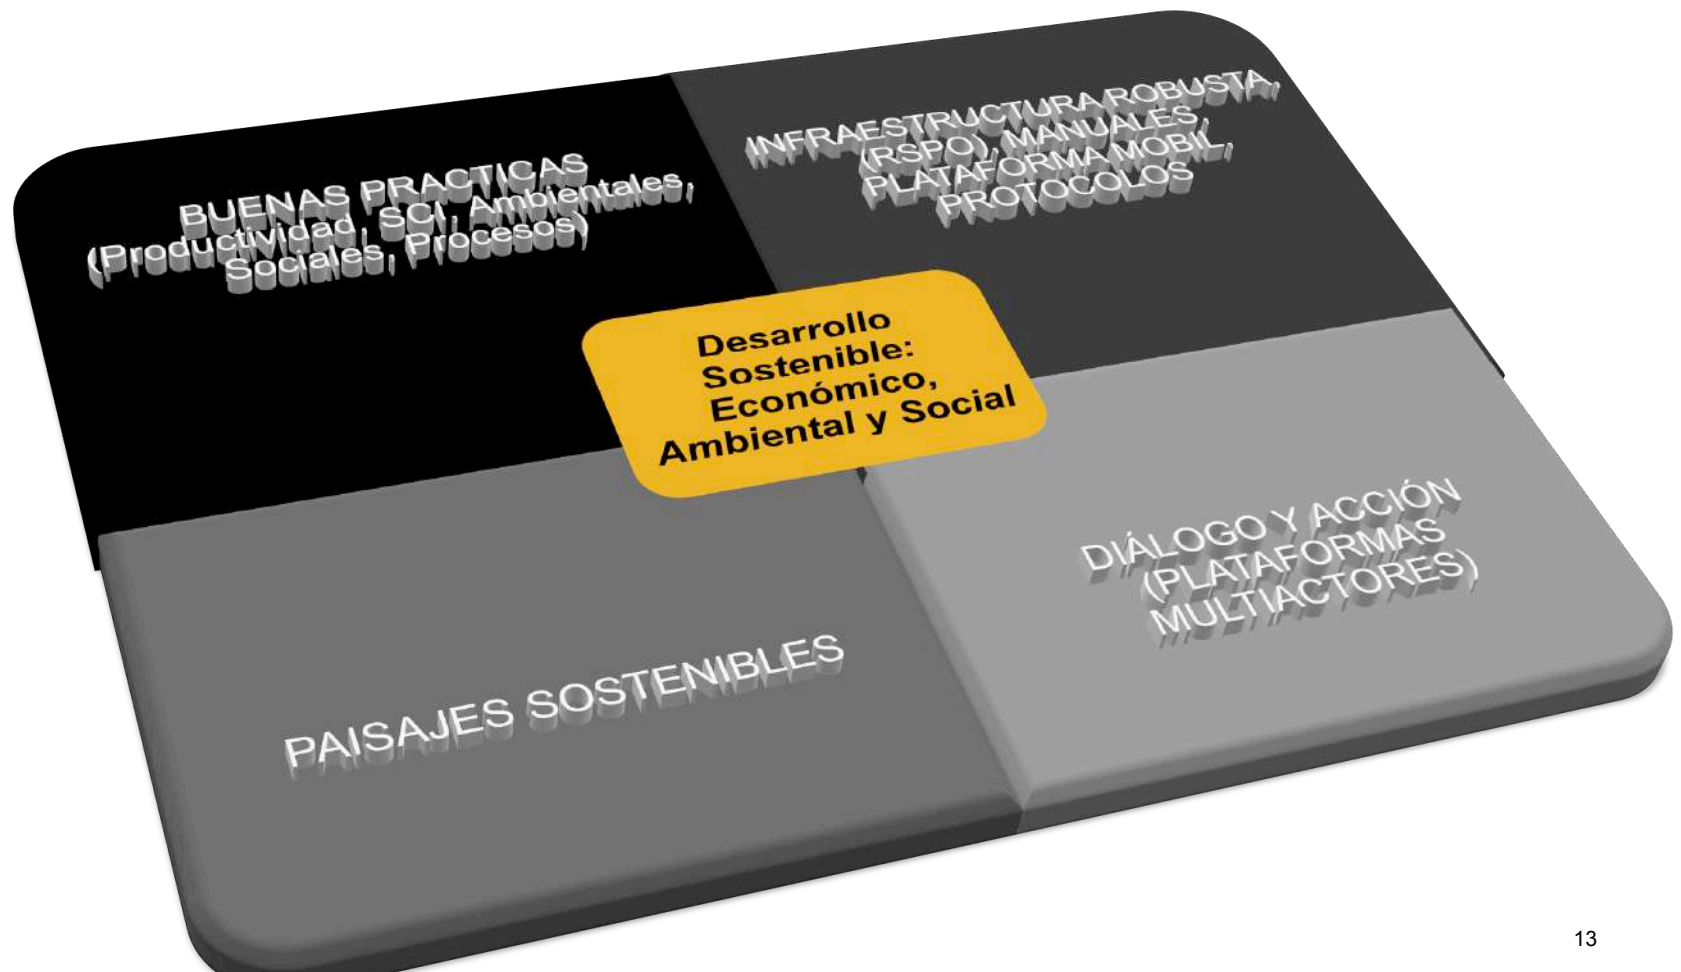 BUENAS PRACTICAS
(Productividad, SCI, Ambientales,
Sociales, Procesos)
INFRAESTRUCTURA ROBUSTA,
(RSPO), MANUALES,
PLATAFORMA MOBIL,
PROTOCOLOS
Desarrollo
Sostenible:
Económico,
Ambiental y Social
PAISAJES SOSTENIBLES
DIÁLOGO Y ACCIÓN
(PLATAFORMAS
MULTIACTORES)
13